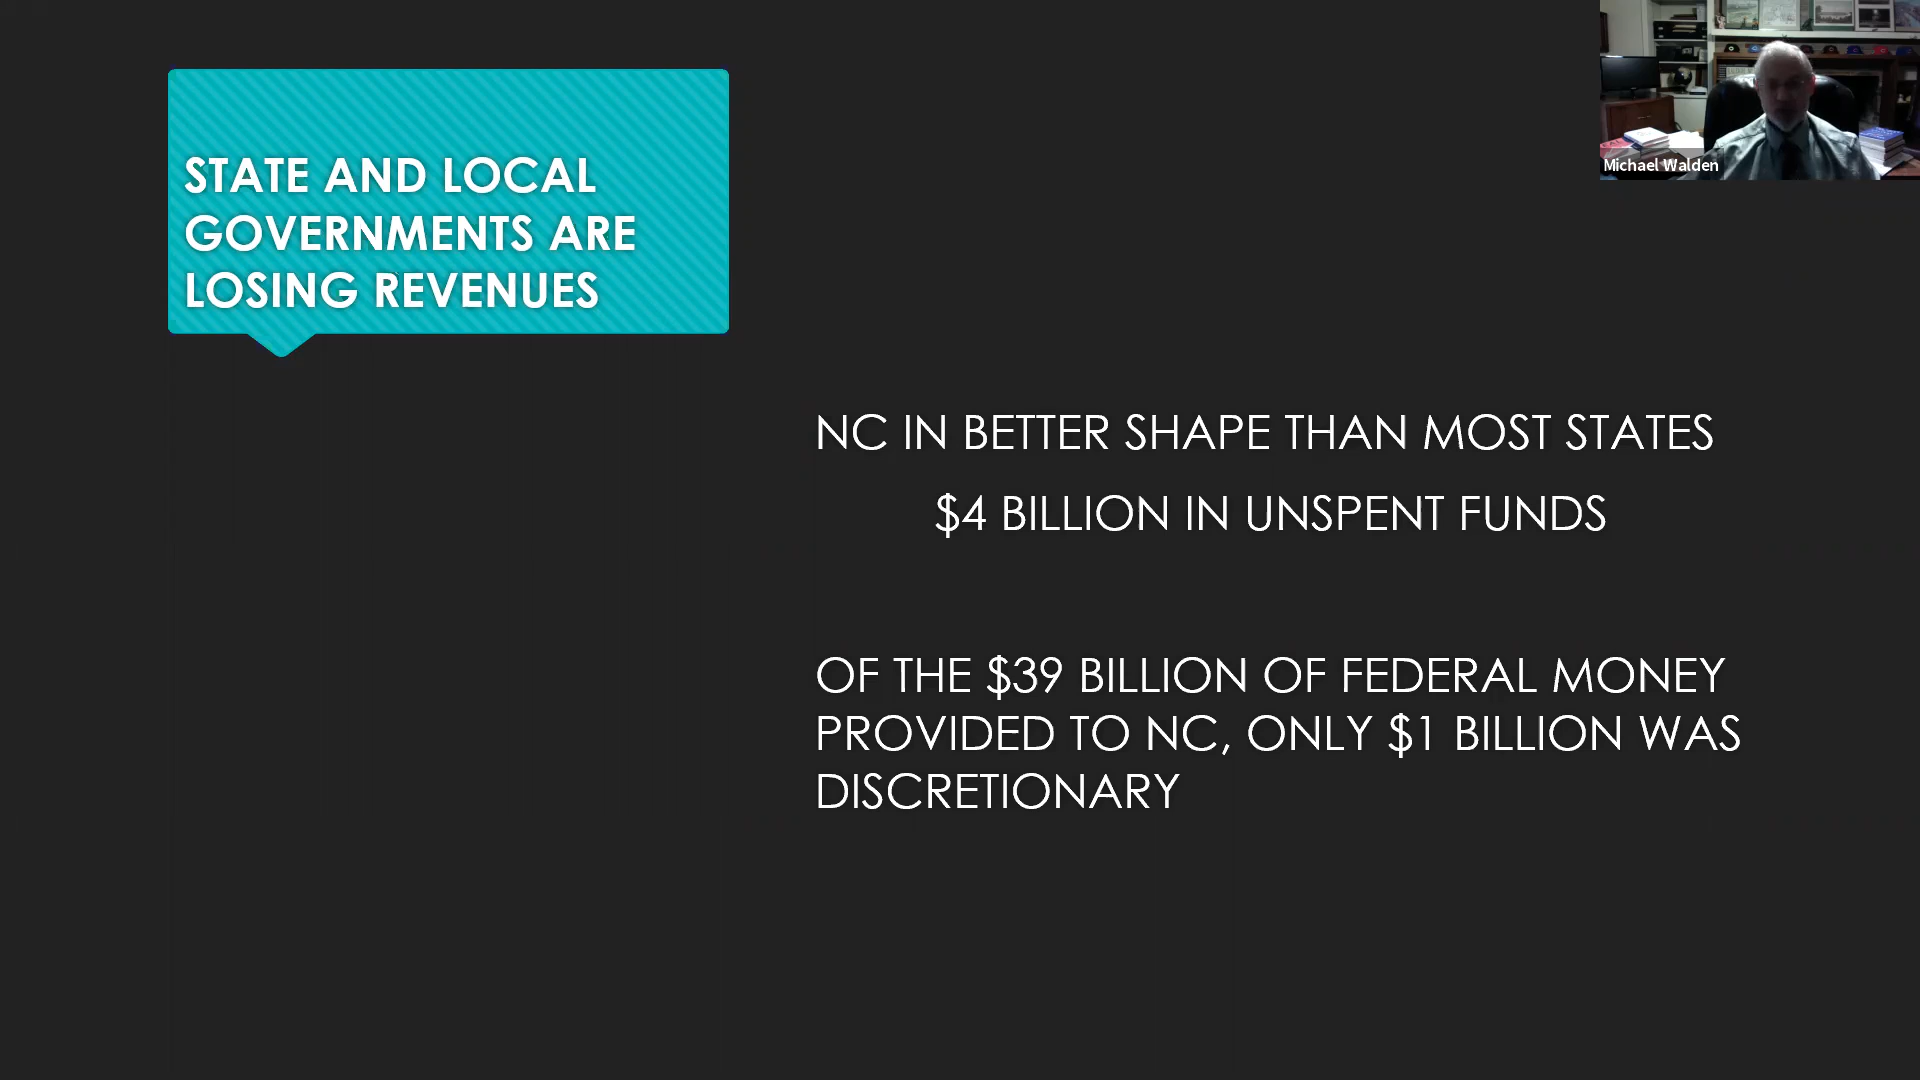 STATE AND LOCAL
GOVERNMENTS ARE
LOSING REVENUES
Michael Walden
NC IN BETTER SHAPE THAN MOST STATES
$4 BILLION IN UNSPENT FUNDS
OF THE $39 BILLION OF FEDERAL MONEY
PROVIDED TO NC, ONLY $1 BILLION WAS
DISCRETIONARY